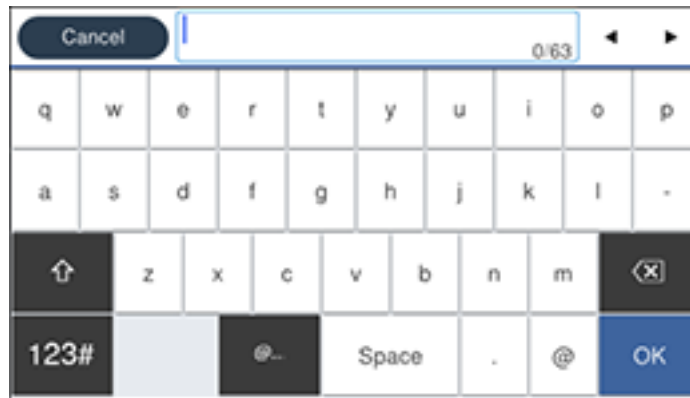 Cancel
0/63
q w e r t y u i o p
a s d f g h j k l -
z x c v b n m
123# @... Space . @ OK